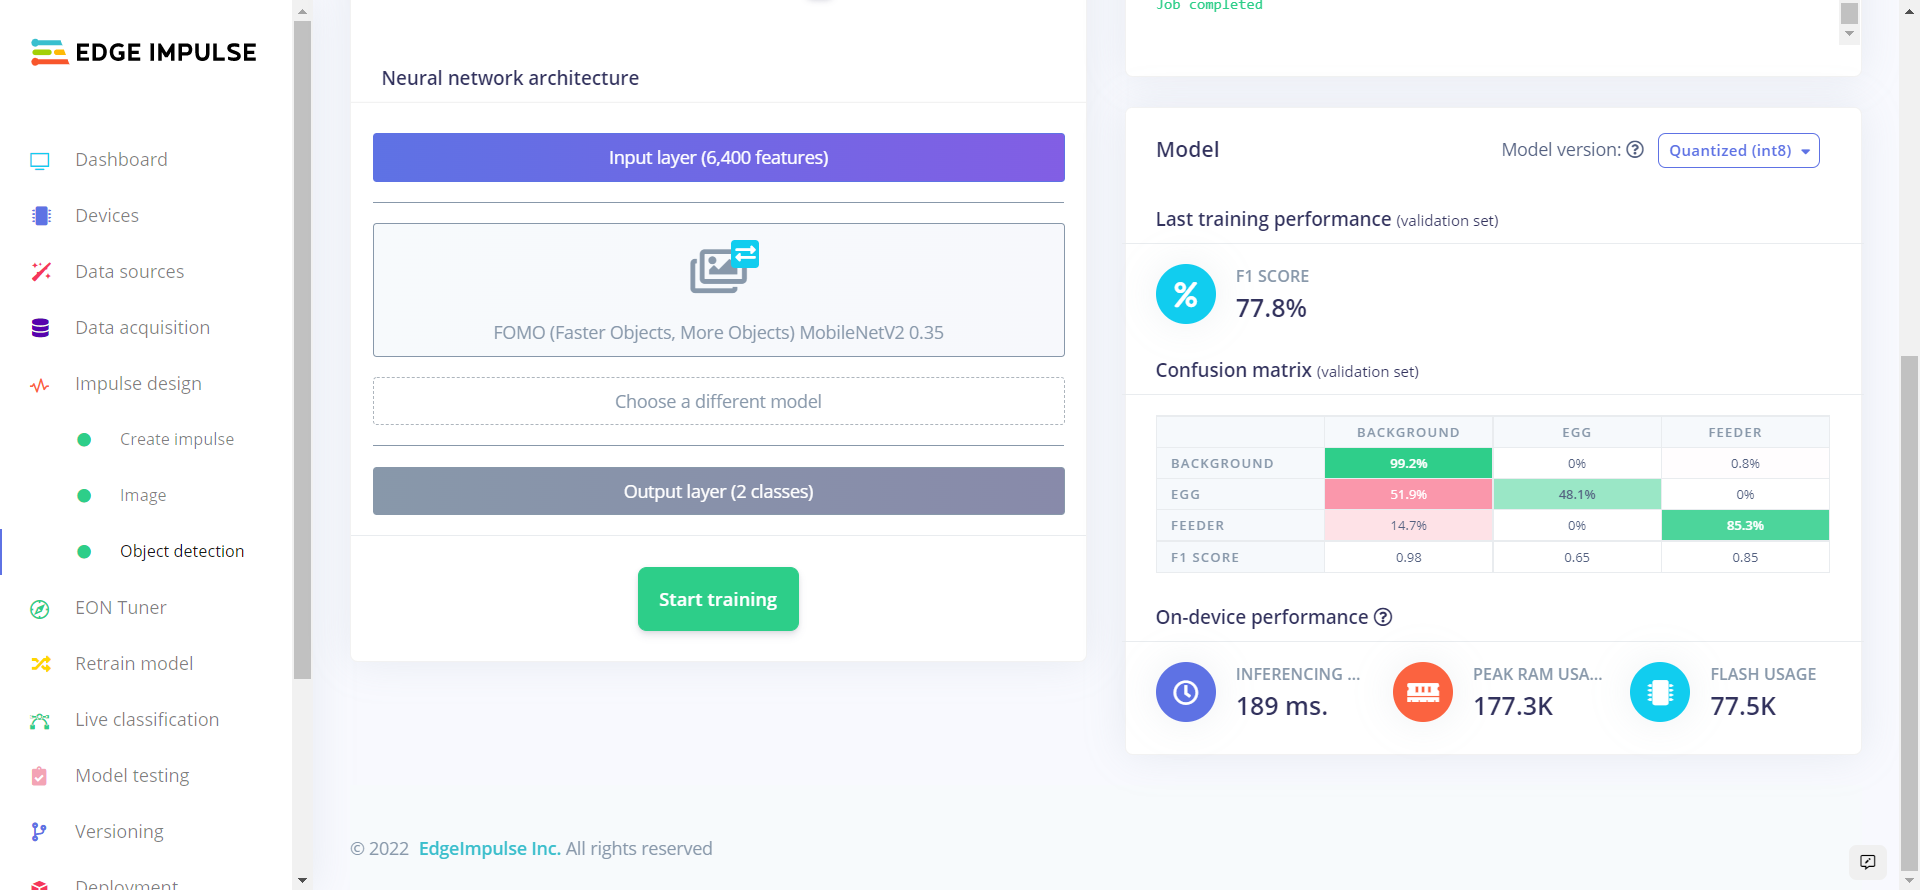 EDGE IMPULSE
Dashboard
Devices
Data sources
Data acquisition
Impulse design
Create impulse
Image
Object detection
EON Tuner
Retrain model
Live classification
Model testing
Versioning
Deployment
Neural network architecture
Input layer (6,400 features)
FOMO (Faster Objects, More Objects) MobileNetV2 0.35
Choose a different model
Output layer (2 classes)
Start training
Job completed
Model
Model version: Quantized (int8)
Last training performance (validation set)
%
F1 SCORE
77.8%
Confusion matrix (validation set)
BACKGROUND EGG FEEDER
BACKGROUND 99.2% 0% 0.8%
EGG 51.9% 48.1% 0%
FEEDER 14.7% 0% 85.3%
F1 SCORE 0.98 0.65 0.85
On-device performance
INFERENCING ...
189 ms.
PEAK RAM USA...
177.3K
FLASH USAGE
77.5K
© 2022 EdgeImpulse Inc. All rights reserved